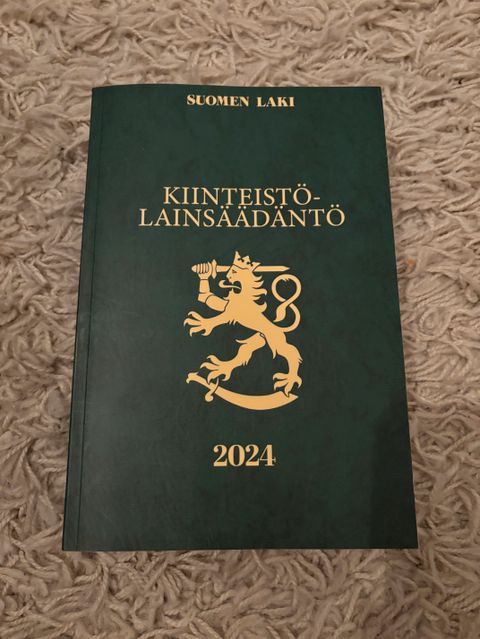 SUOMEN LAKI
KIINTEISTÖ-
LAINSÄÄDÄNTÖ
2024